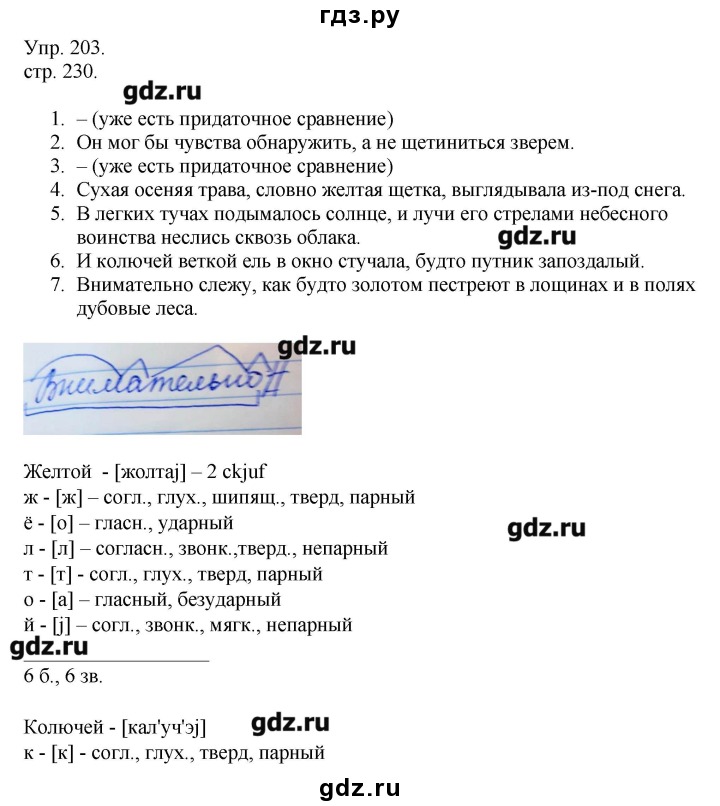 гдз.ру
Упр. 203.
стр. 230.
gdz.ru
1. – (уже есть придаточное сравнение)
2. Он мог бы чувства обнаружить, а не щетиниться зверем.
3. – (уже есть придаточное сравнение)
4. Сухая осеняя трава, словно желтая щетка, выглядывала из-под снега.
5. В легких тучах подымалось солнце, и лучи его стрелами небесного
воинства неслись сквозь облака.
gdz.ru
6. И колючей веткой ель в окно стучала, будто путник запоздалый.
7. Внимательно слежу, как будто золотом пестреют в лощинах и в полях
дубовые леса.
gdz.ru
Внимательно
Желтой - [жолтаj] – 2 ckjuf
ж - [ж] – согл., глух., шипящ., тверд, парный
ё - [о] – гласн., ударный
gdz.ru
л - [л] – согласн., звонк.,тверд., непарный
т - [т] - согл., глух., тверд, парный
о - [а] – гласный, безударный
й - [j] – согл., звонк., мягк., непарный
gdz.ru
6 б., 6 зв.
Колючей - [кал'уч'эj]
gdz.ru
к - [к] - согл., глух., тверд, парный
gdz.ru